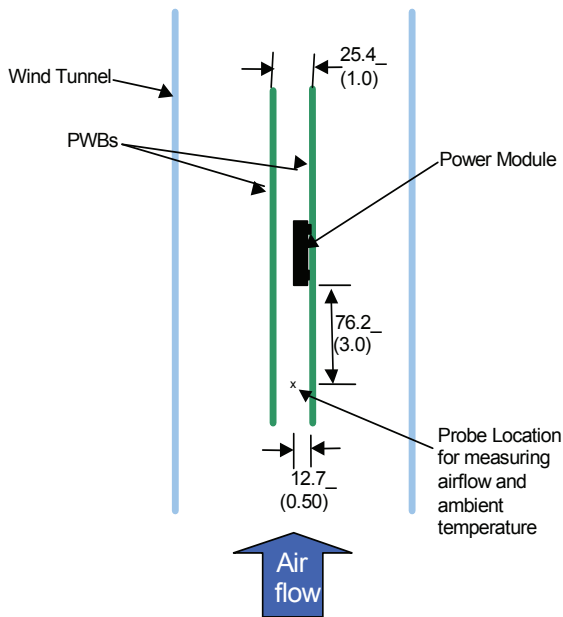 25.4_
(1.0)
Wind Tunnel
PWBs
Power Module
76.2_
(3.0)
x
Probe Location
for measuring
airflow and
ambient
temperature
12.7_
(0.50)
Air
flow